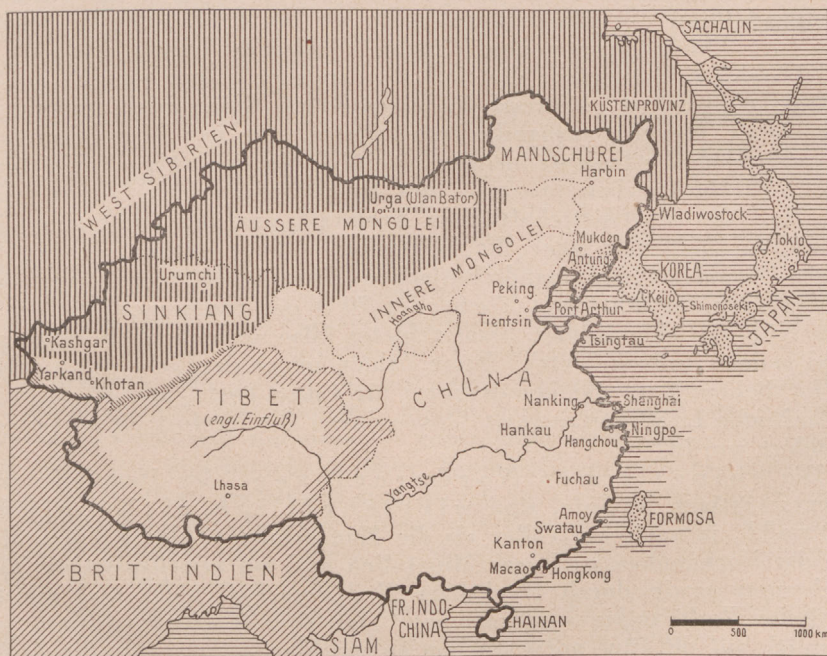 SACHALIN
KÜSTENPROVINZ
MANDSCHUREI
Harbin
WEST SIBIRIEN
Urga (Ulan Bator)
ÄUSSERE MONGOLEI
Wladiwostock
INNERE MONGOLEI
Mukden
Antung
Tokio
KOREA
Urumchi
Peking
Keijo
Shimonoseki
SINKIANG
Hoangho
Tientsin
Port Arthur
JAPAN
Kashgar
Tsingtau
Yarkand
Khotan
CHINA
TIBET
(engl. Einfluß)
Nanking
Shanghai
Hankau
Hangchou
Ningpo
Lhasa
Yangtse
Fuchau
Amoy
Swatau
FORMOSA
Kanton
Macao
Hongkong
BRIT. INDIEN
FR. INDO-
CHINA
HAINAN
SIAM
0 500 1000 km